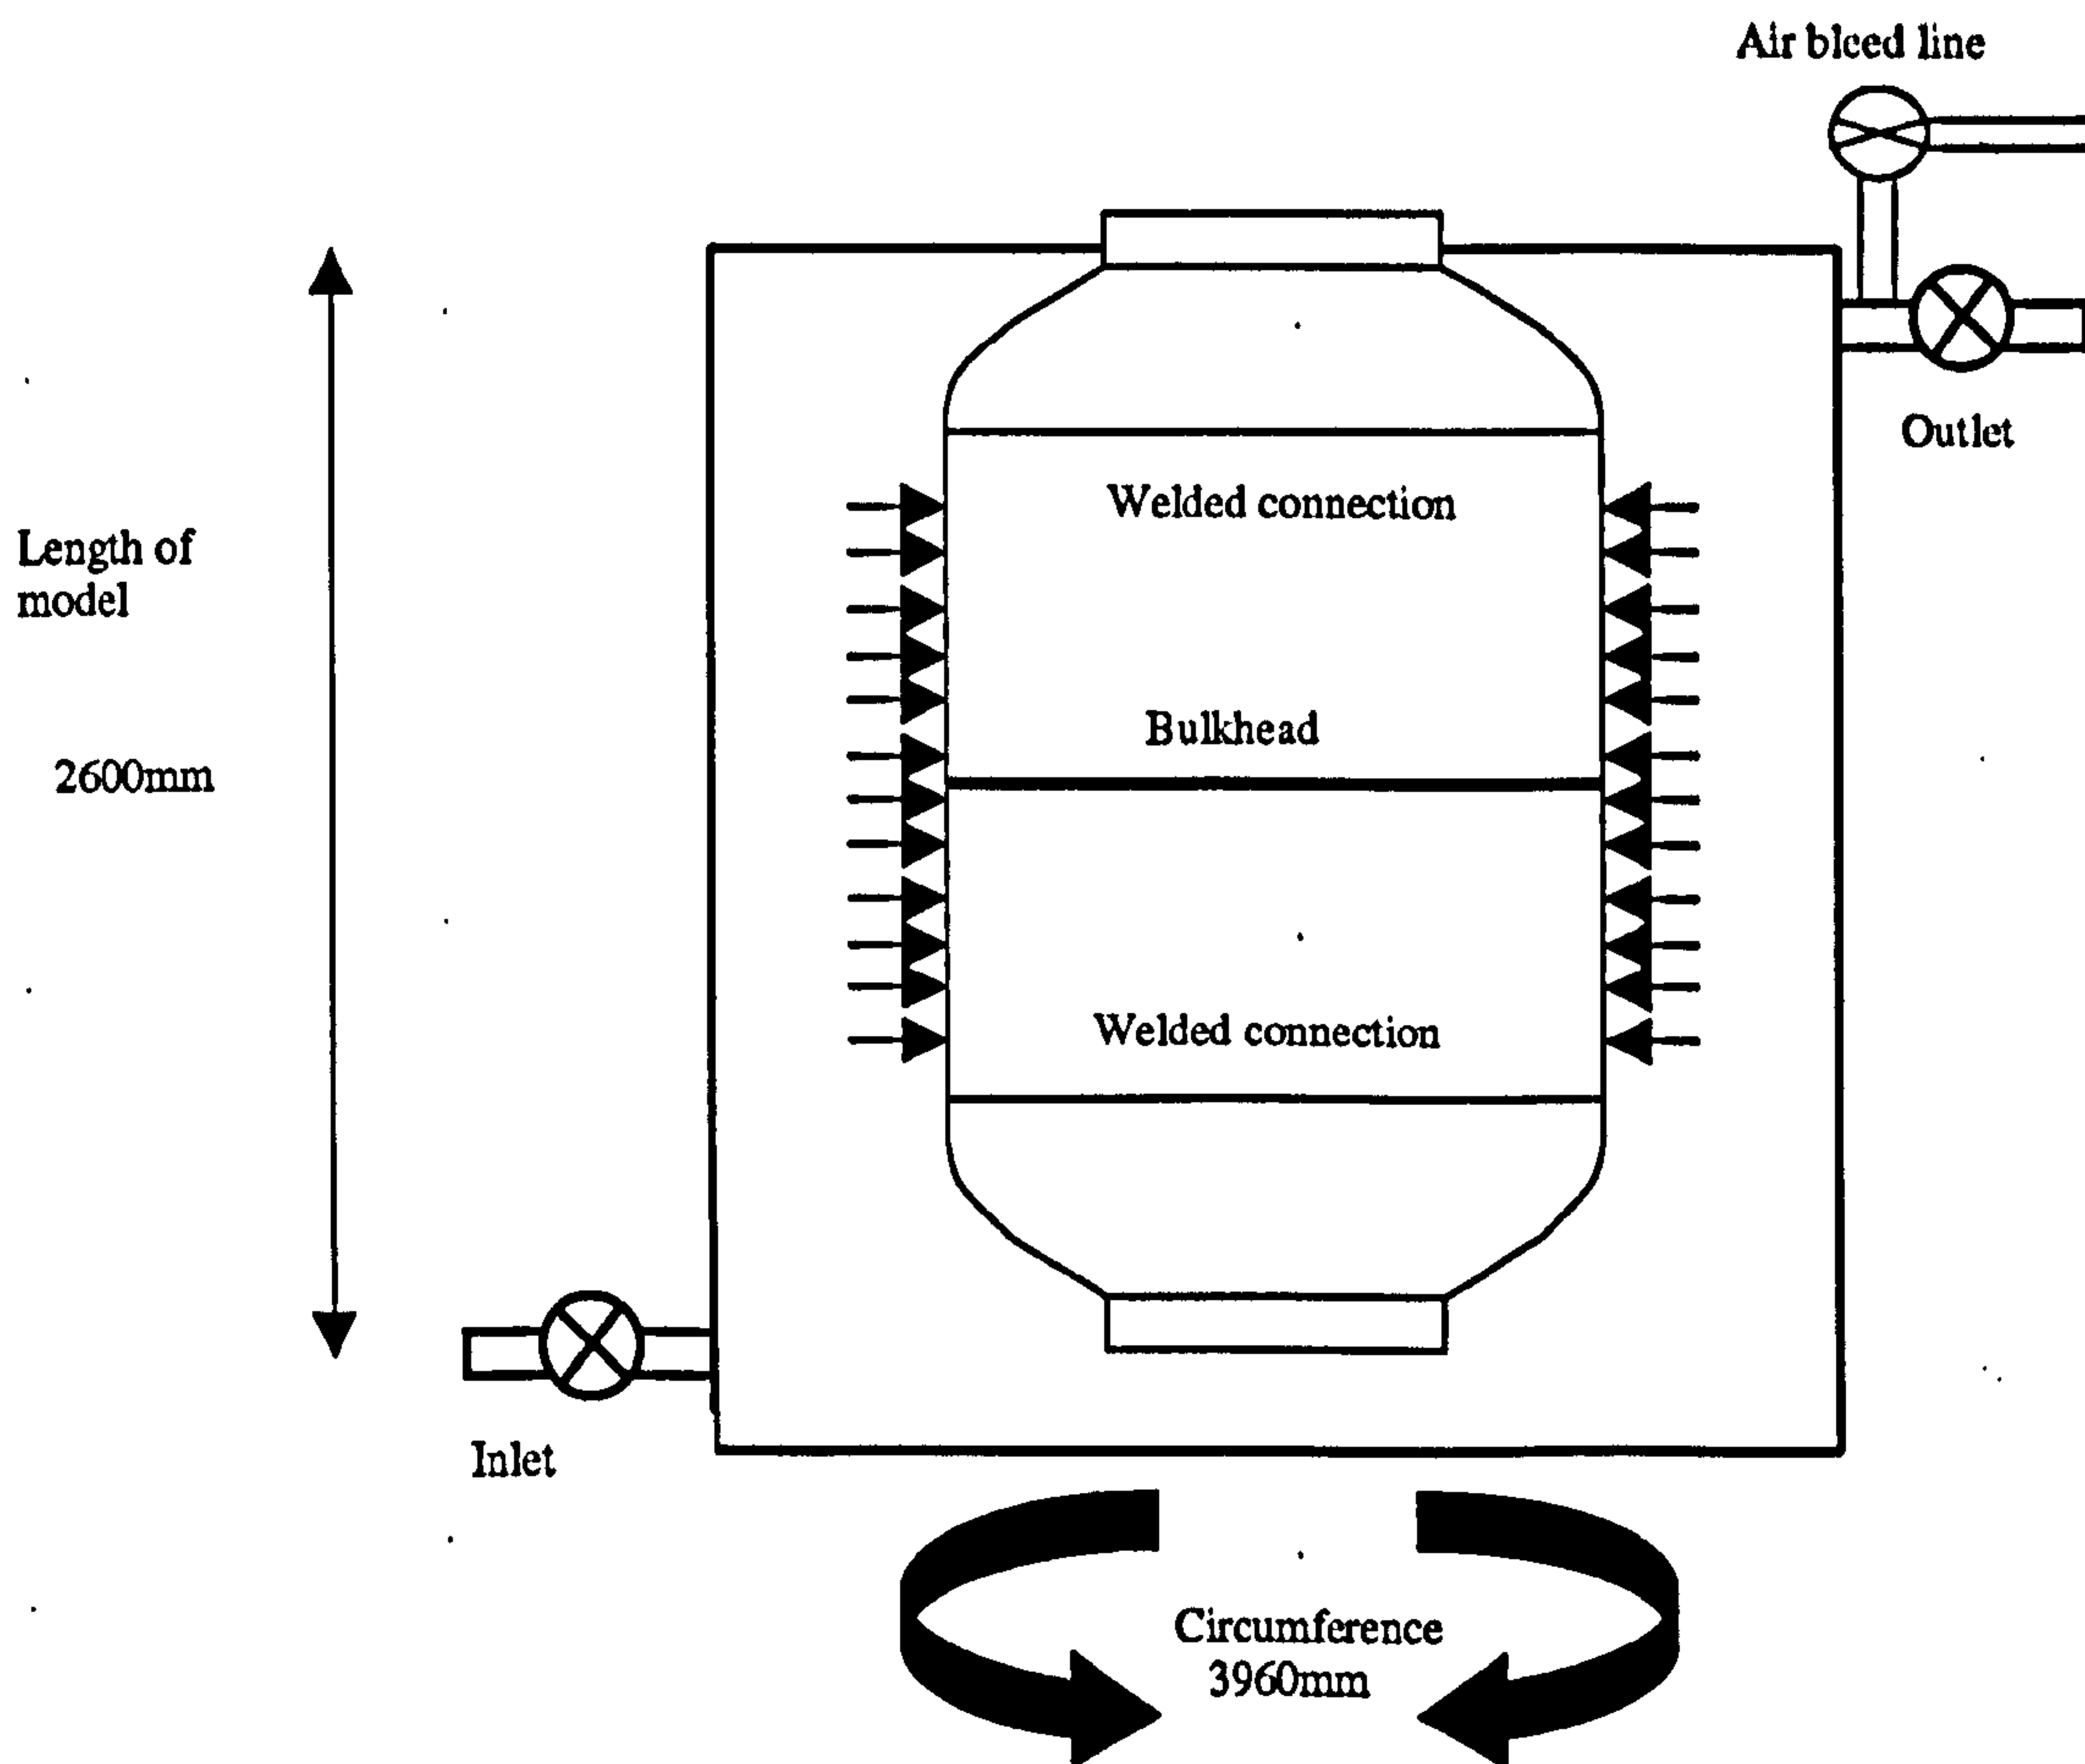 Air bleed line
Outlet
Welded connection
Length of
model
Bulkhead
2600mm
Welded connection
Inlet
Circumference
3960mm